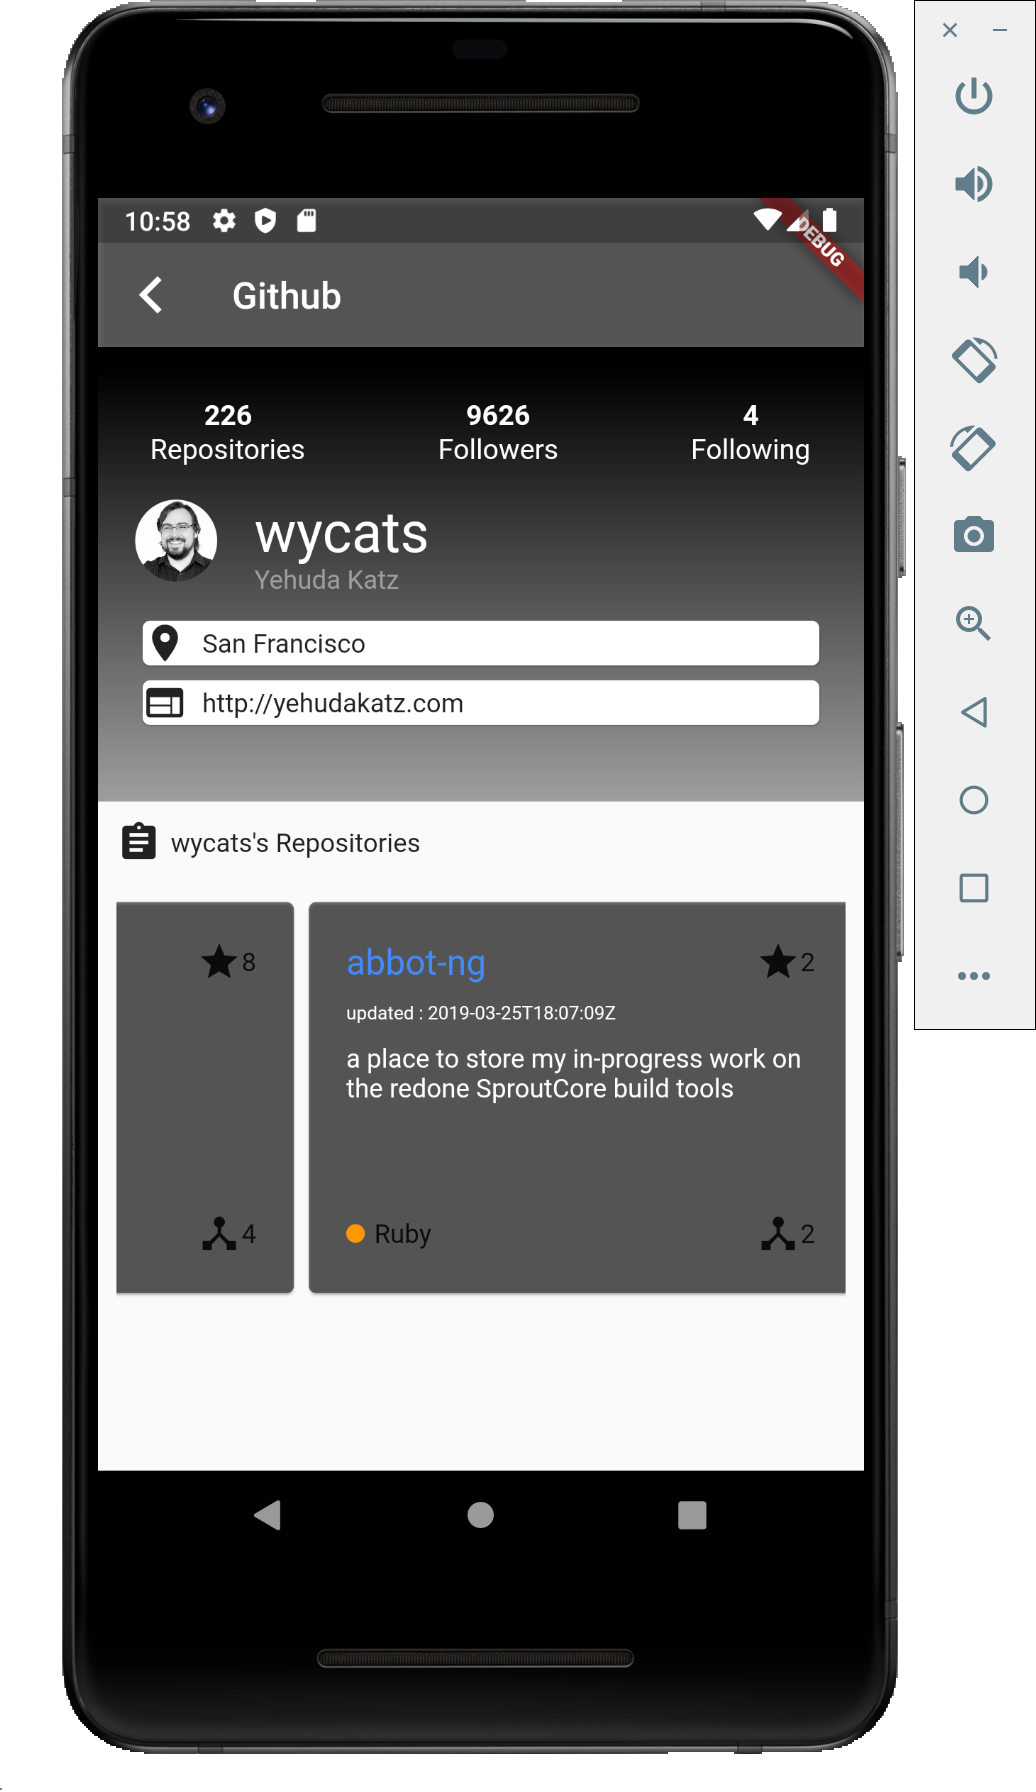 10:58
DEBUG
Github
226 9626 4
Repositories Followers Following
wycats
Yehuda Katz
San Francisco
http://yehudakatz.com
wycats's Repositories
8
4
abbot-ng 2
updated : 2019-03-25T18:07:09Z
a place to store my in-progress work on
the redone SproutCore build tools
Ruby 2